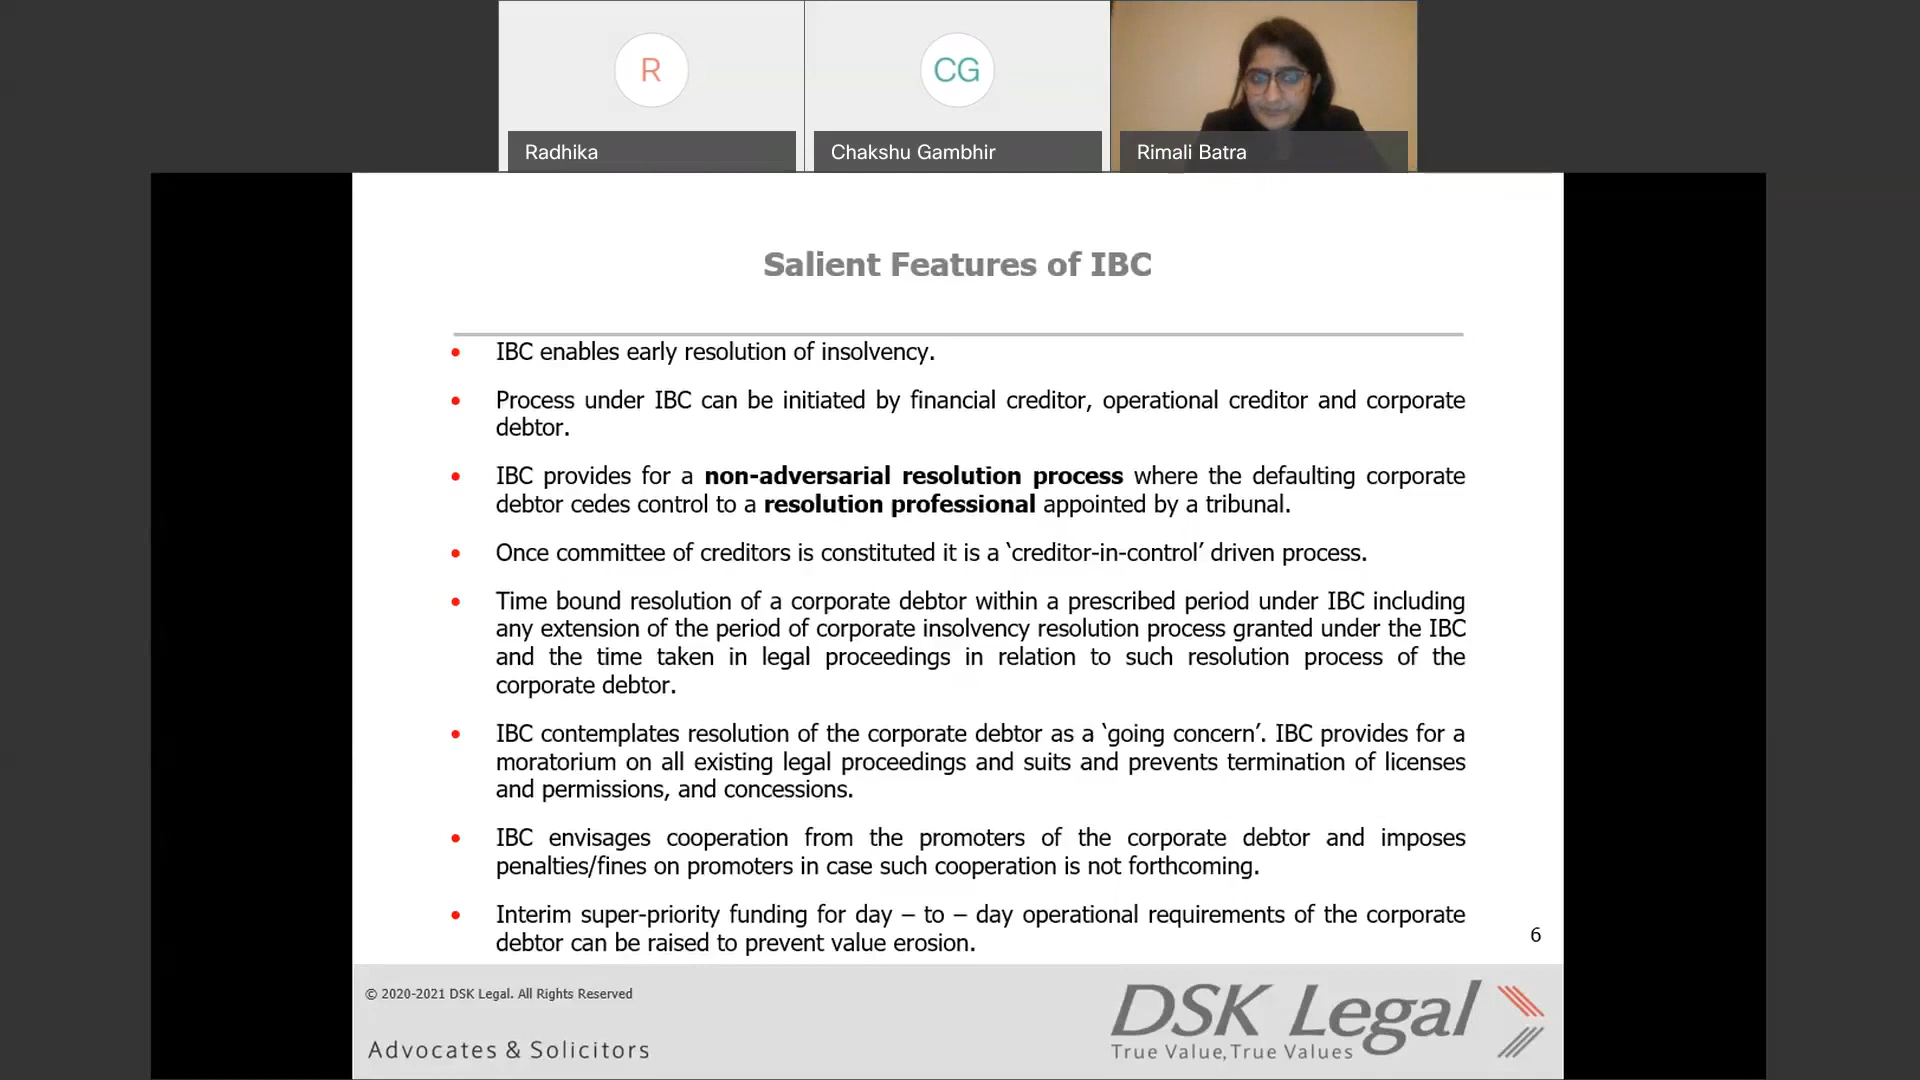 R
CG
Radhika
Chakshu Gambhir
Rimali Batra
Salient Features of IBC
• IBC enables early resolution of insolvency.
• Process under IBC can be initiated by financial creditor, operational creditor and corporate
debtor.
• IBC provides for a non-adversarial resolution process where the defaulting corporate
debtor cedes control to a resolution professional appointed by a tribunal.
• Once committee of creditors is constituted it is a ‘creditor-in-control’ driven process.
• Time bound resolution of a corporate debtor within a prescribed period under IBC including
any extension of the period of corporate insolvency resolution process granted under the IBC
and the time taken in legal proceedings in relation to such resolution process of the
corporate debtor.
• IBC contemplates resolution of the corporate debtor as a ‘going concern’. IBC provides for a
moratorium on all existing legal proceedings and suits and prevents termination of licenses
and permissions, and concessions.
• IBC envisages cooperation from the promoters of the corporate debtor and imposes
penalties/fines on promoters in case such cooperation is not forthcoming.
• Interim super-priority funding for day – to – day operational requirements of the corporate
debtor can be raised to prevent value erosion.
6
© 2020-2021 DSK Legal. All Rights Reserved
Advocates & Solicitors
DSK Legal
True Value, True Values